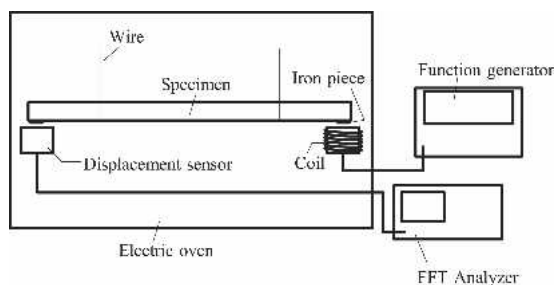 Wire
Function generator
Iron piece
Specimen
Displacement sensor
Coil
Electric oven
FFT Analyzer